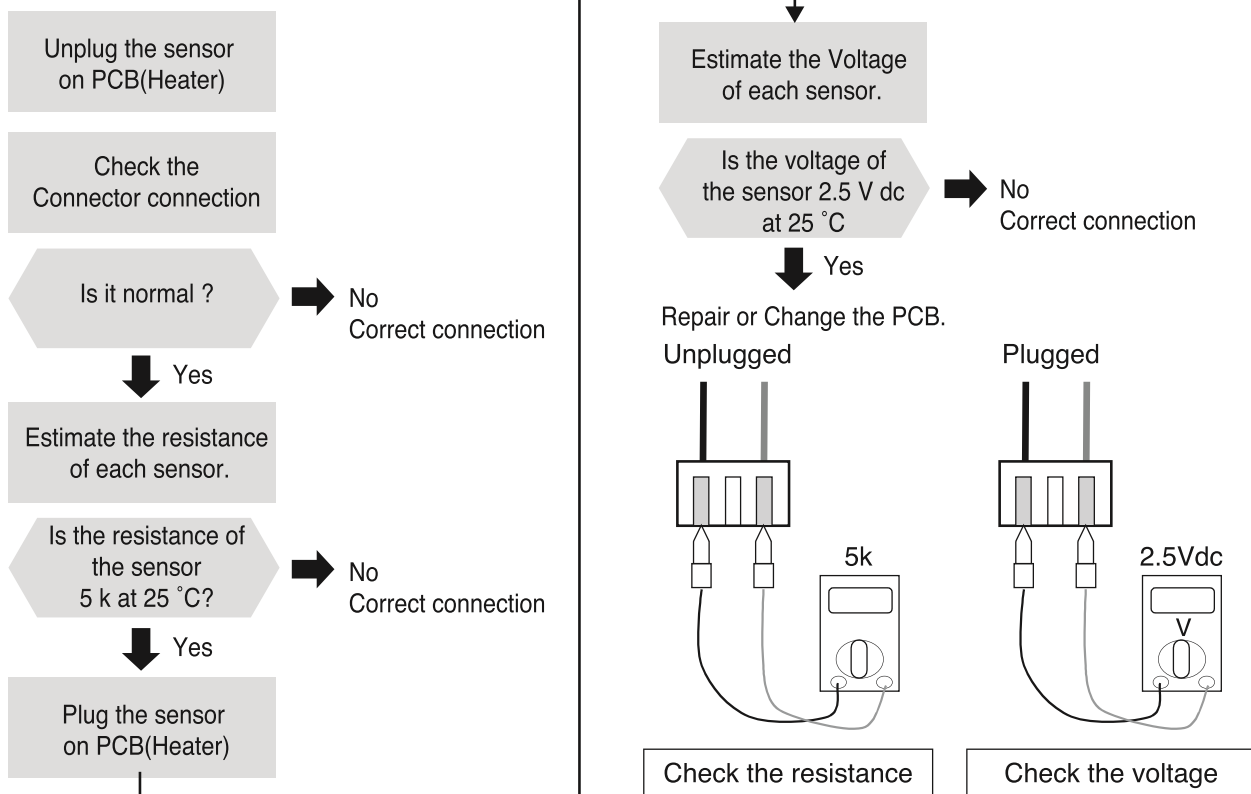 Unplug the sensor
on PCB(Heater)
Check the
Connector connection
Is it normal ?
No
Correct connection
Yes
Estimate the resistance
of each sensor.
Is the resistance of
the sensor
5 k at 25 ˚C?
No
Correct connection
Yes
Plug the sensor
on PCB(Heater)
Estimate the Voltage
of each sensor.
Is the voltage of
the sensor 2.5 V dc
at 25 ˚C
No
Correct connection
Yes
Repair or Change the PCB.
Unplugged
5k
Check the resistance
Plugged
2.5Vdc
V
Check the voltage